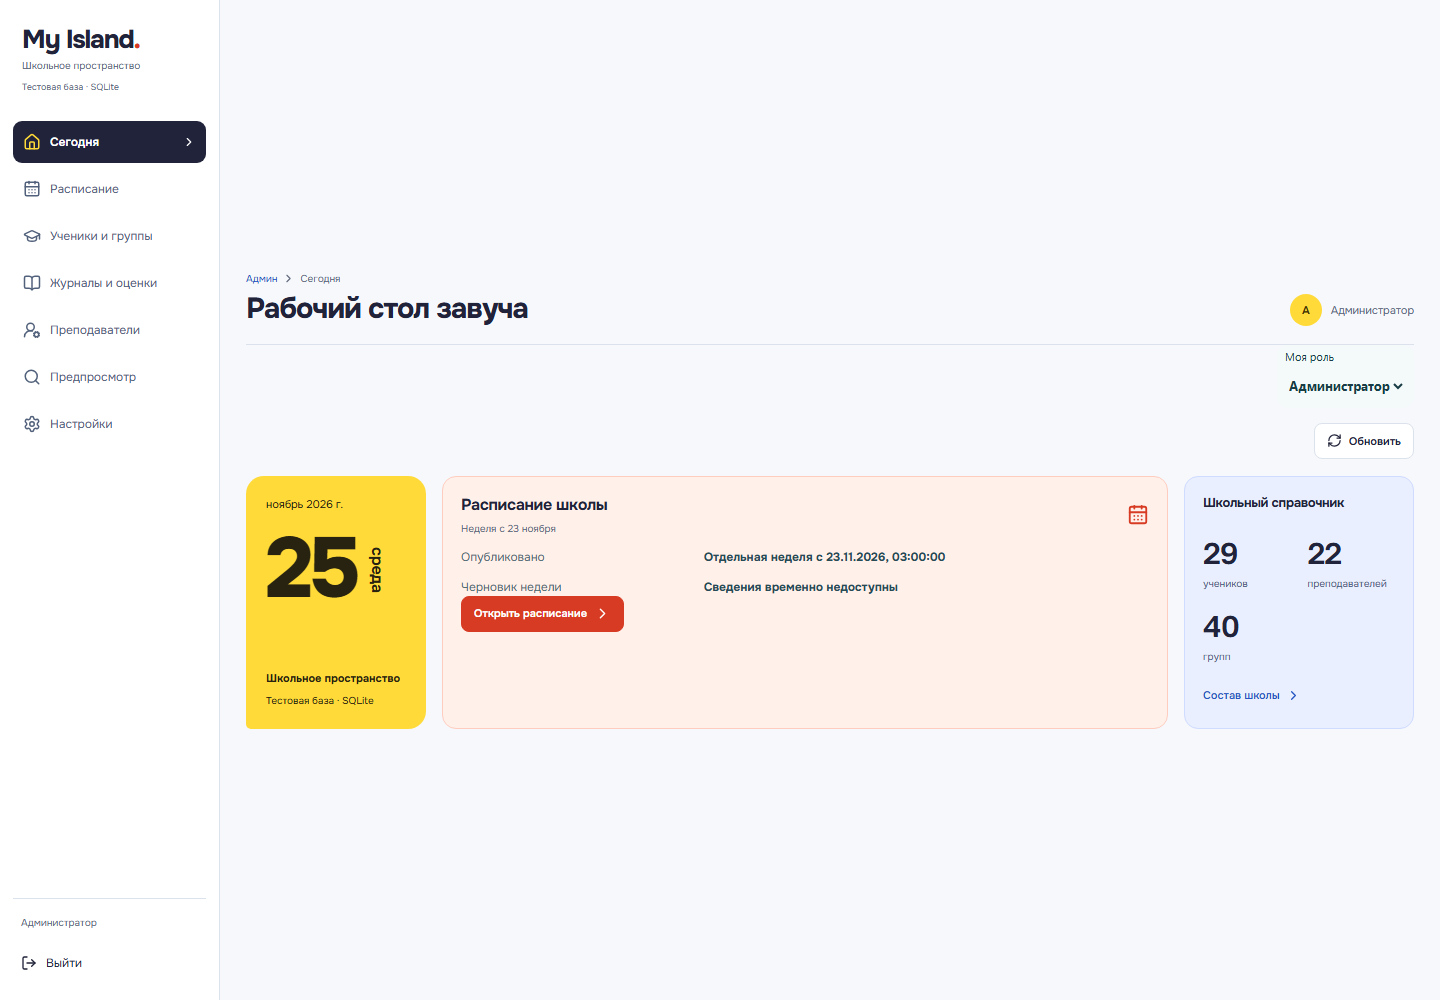 My Island.
Школьное пространство
Тестовая база · SQLite
Сегодня
Расписание
Ученики и группы
Журналы и оценки
Преподаватели
Предпросмотр
Настройки
Администратор
Выйти
Админ > Сегодня
Рабочий стол завуча
А Администратор
Моя роль
Администратор
Обновить
ноябрь 2026 г.
25 среда
Школьное пространство
Тестовая база · SQLite
Расписание школы
Неделя с 23 ноября
Опубликовано Отдельная неделя с 23.11.2026, 03:00:00
Черновик недели Сведения временно недоступны
Открыть расписание
Школьный справочник
29 22
учеников преподавателей
40
групп
Состав школы